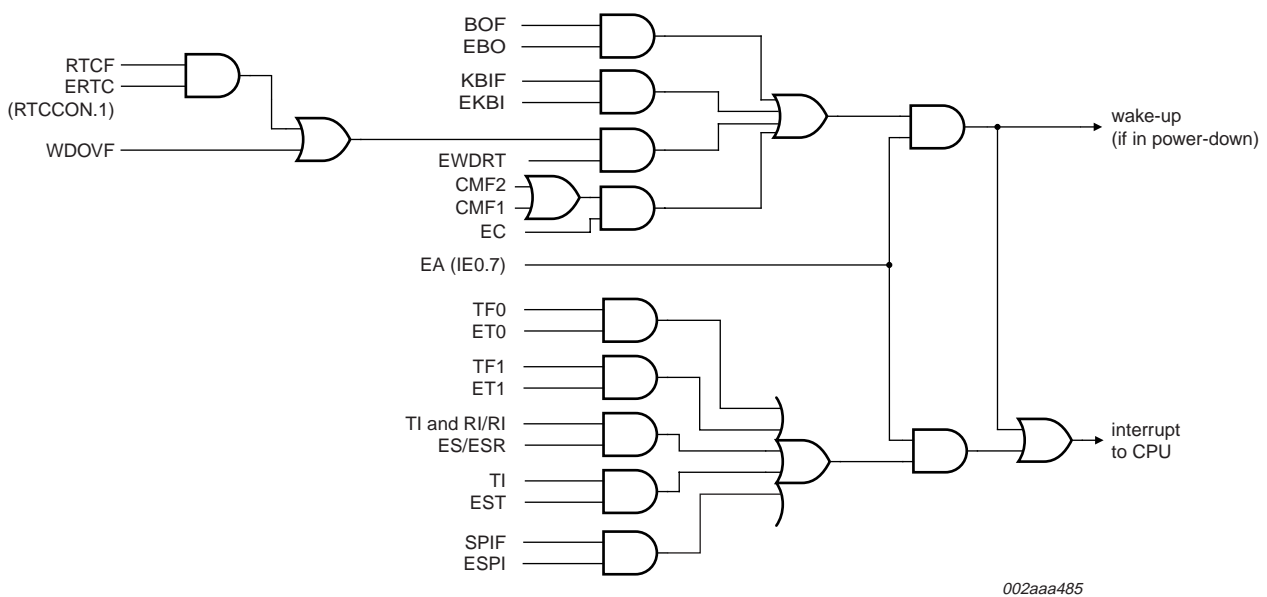 BOF
EBO
RTCF
ERTC
(RTCCON.1)
KBIF
EKBI
WDOVF
EWDRT
CMF2
CMF1
EC
EA (IE0.7)
wake-up
(if in power-down)
TF0
ET0
TF1
ET1
TI and RI/RI
ES/ESR
TI
EST
SPIF
ESPI
interrupt
to CPU
002aaa485